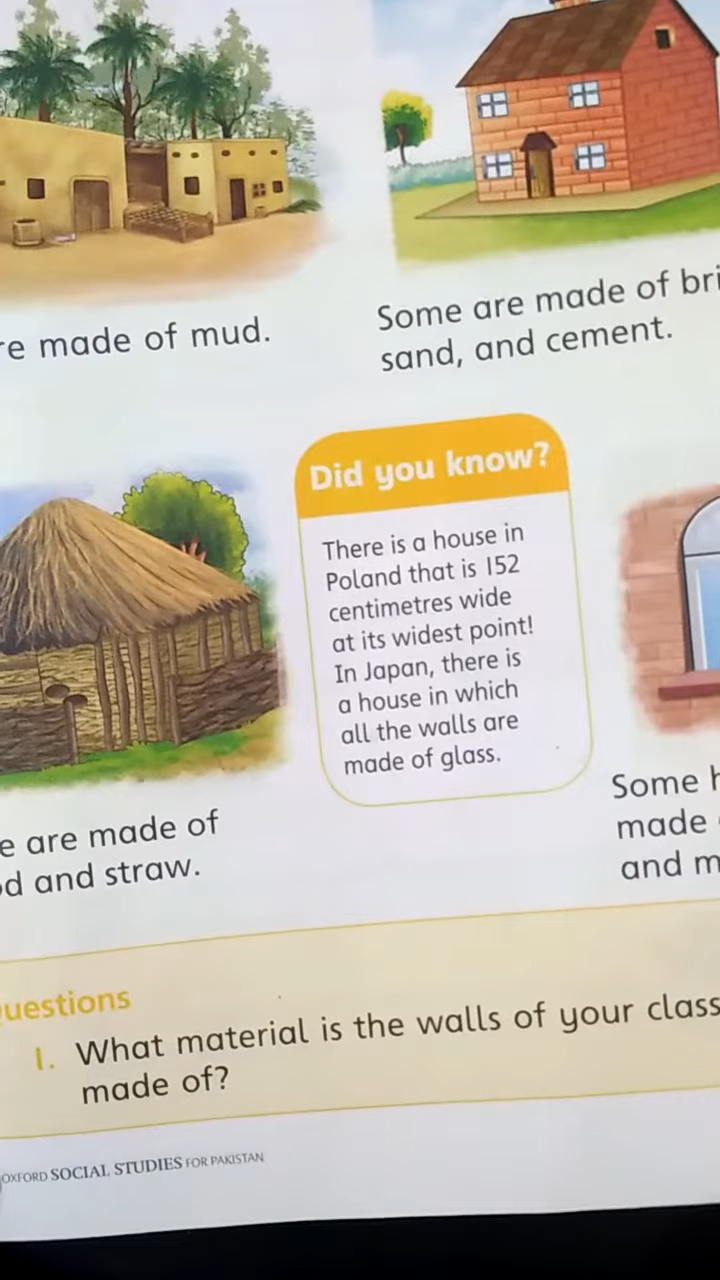 made of mud.
Some are made of
sand, and cement.
Did you know?
There is a house in
Poland that is 152
centimetres wide
at its widest point!
In Japan, there is
a house in which
all the walls are
made of glass.
are made of
and straw.
Some
made
and
1. What material is the walls of your
made of?
OXFORD SOCIAL STUDIES FOR PAKISTAN